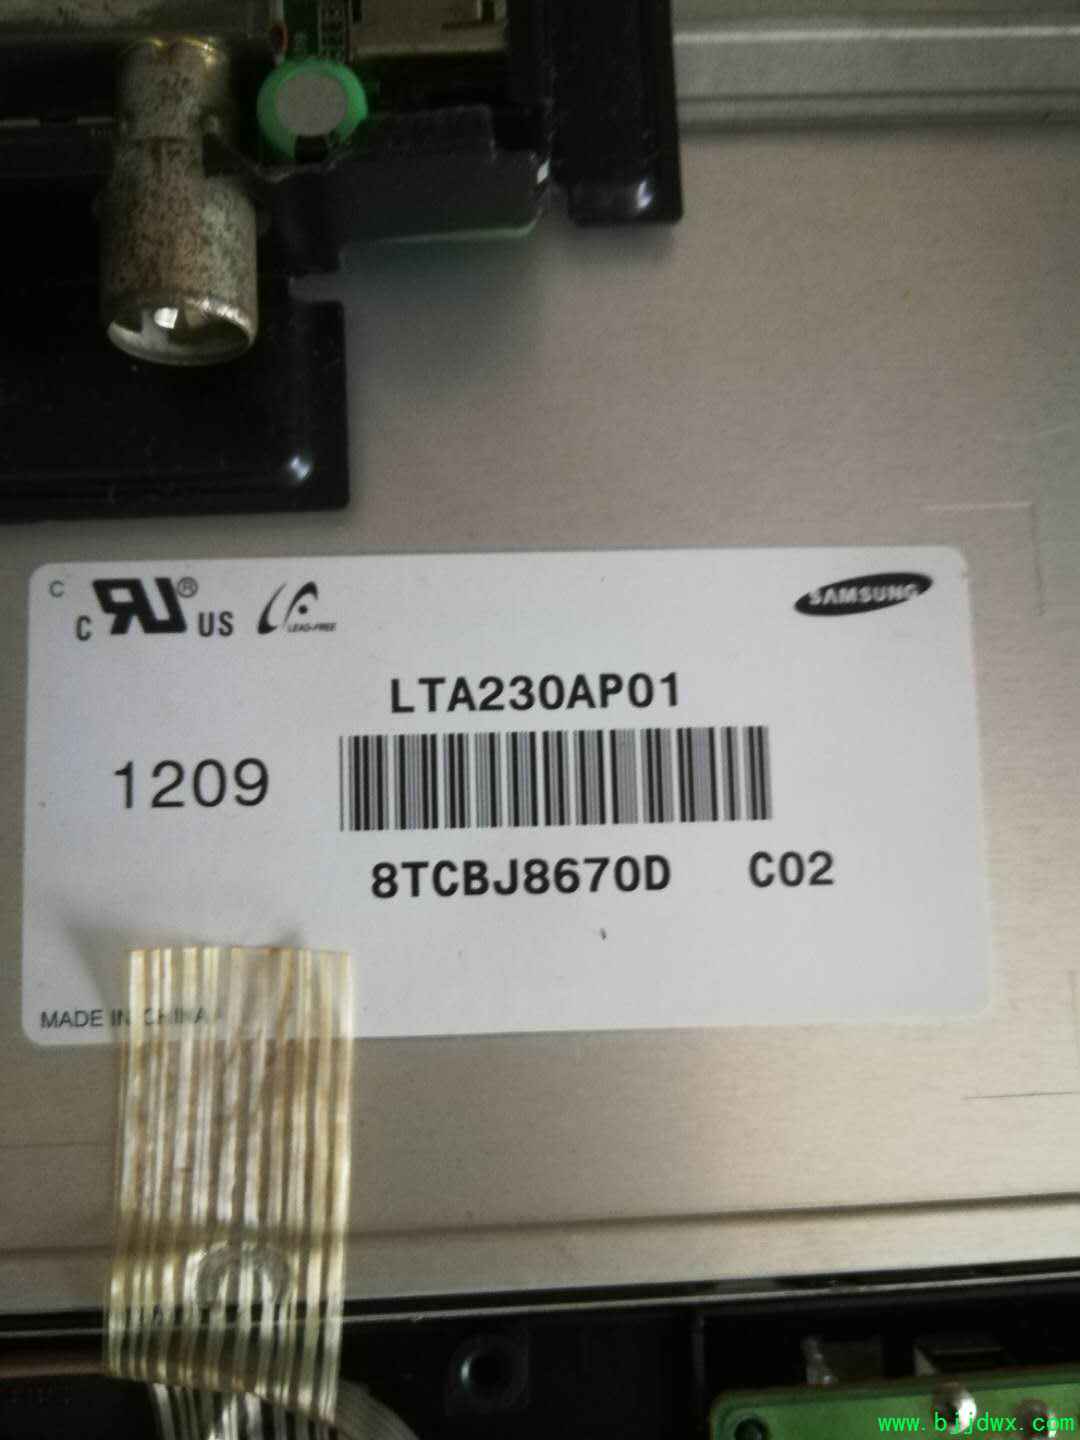 C
C US ®
LEAD-FREE
SAMSUNG
LTA230AP01
1209
8TCBJ8670D C02
MADE IN CHINA
www.bjjdwx.com